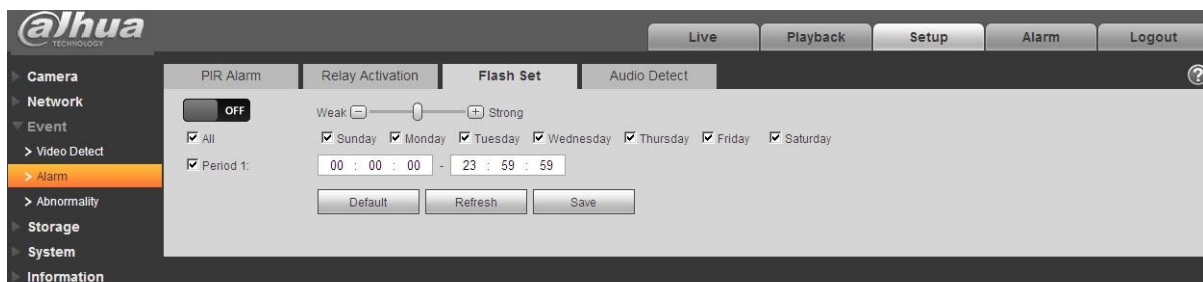 alhua
TECHNOLOGY
Live Playback Setup Alarm Logout
Camera
Network
Event
> Video Detect
> Alarm
> Abnormality
Storage
System
Information
PIR Alarm Relay Activation Flash Set Audio Detect ?
OFF Weak - + Strong
All Sunday Monday Tuesday Wednesday Thursday Friday Saturday
Period 1: 00 : 00 : 00 - 23 : 59 : 59
Default Refresh Save